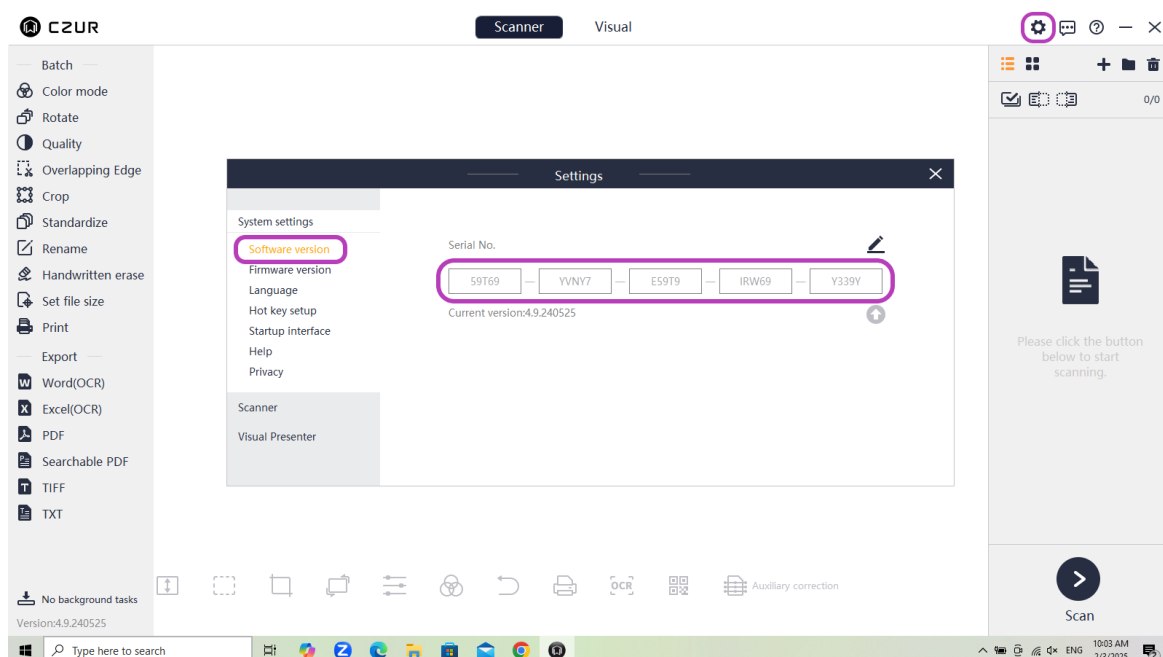 CZUR
Scanner
Visual
Batch
Color mode
Rotate
Quality
Overlapping Edge
Crop
Standardize
Rename
Handwritten erase
Set file size
Print
Export
Word(OCR)
Excel(OCR)
PDF
Searchable PDF
TIFF
TXT
No background tasks
Version:4.9.240525
Settings
System settings
Software version
Firmware version
Language
Hot key setup
Startup interface
Help
Privacy
Scanner
Visual Presenter
Serial No.
59T69 — YVNY7 — E59T9 — IRW69 — Y339Y
Current version:4.9.240525
OCR
Auxiliary correction
0/0
Please click the button
below to start
scanning.
Scan
Type here to search
ENG
10:03 AM
2/3/2025